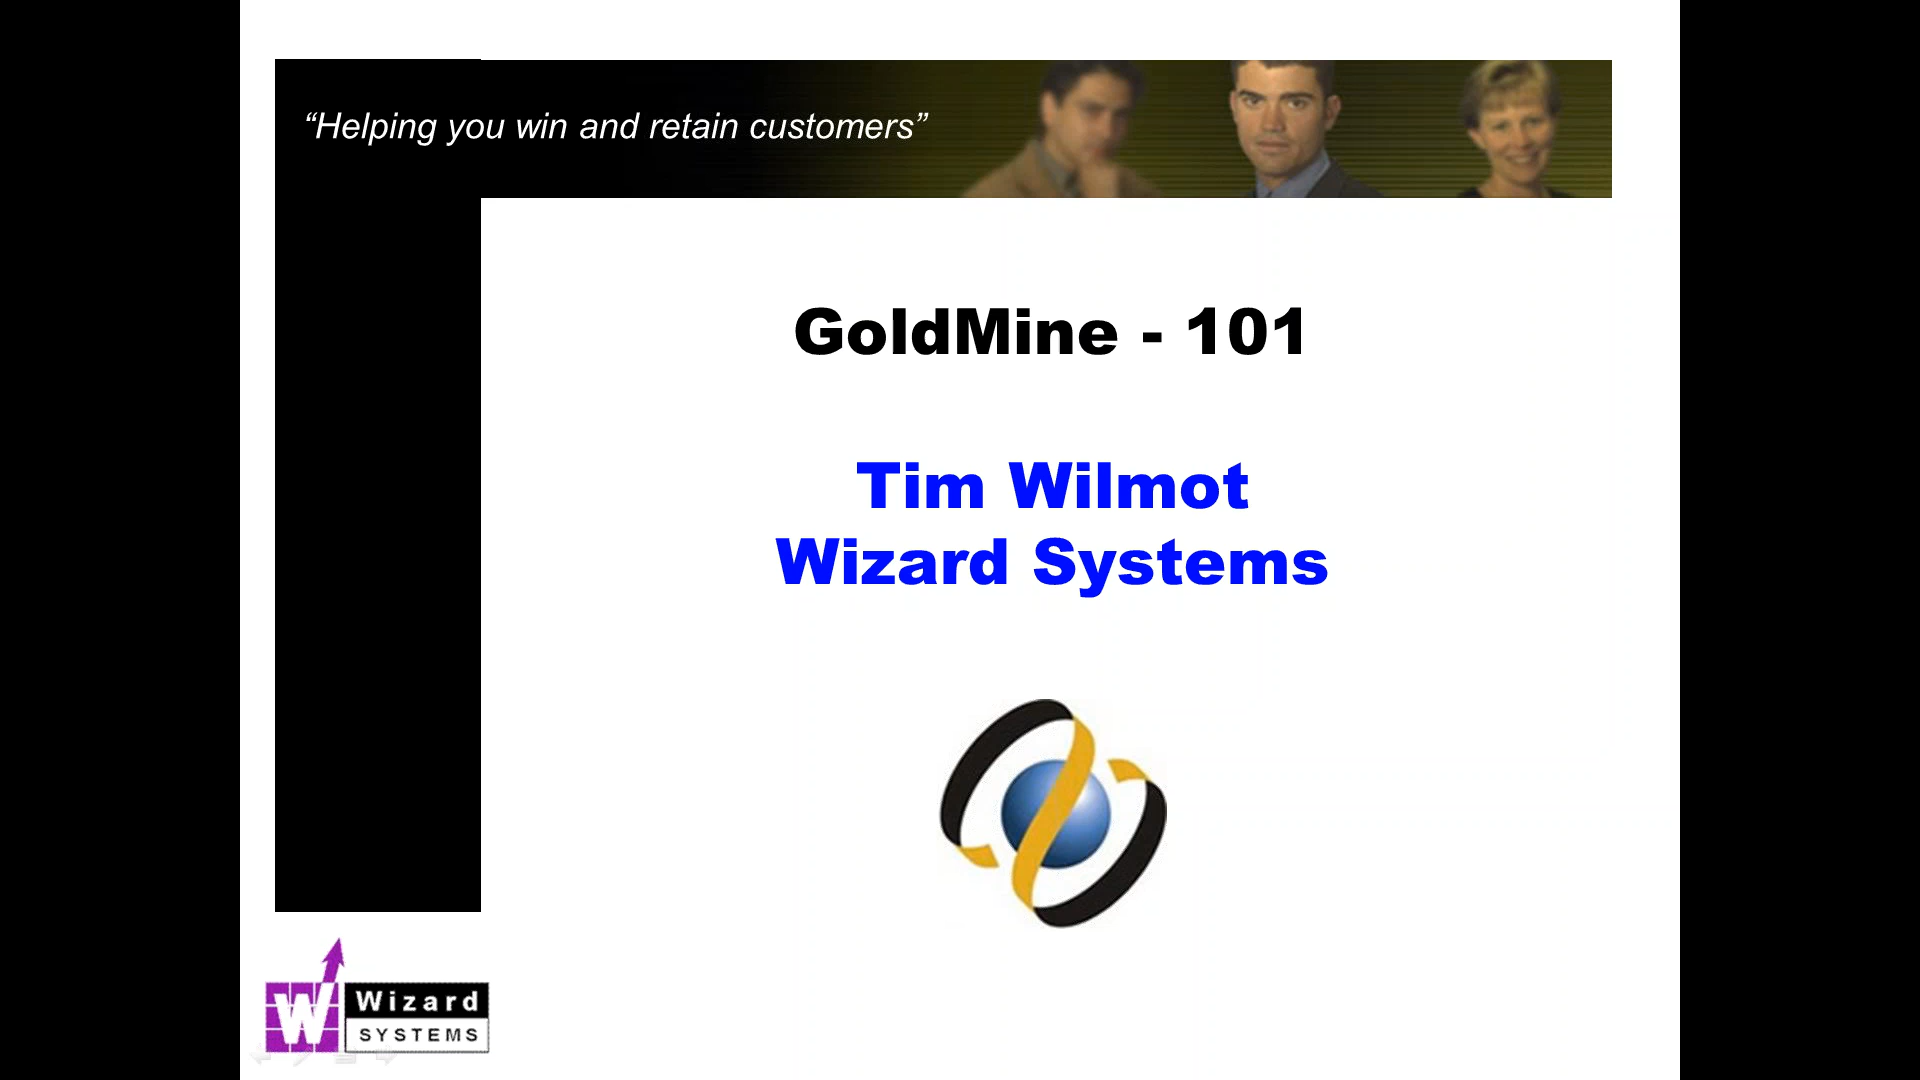 “Helping you win and retain customers”
GoldMine - 101
Tim Wilmot
Wizard Systems
W
Wizard
SYSTEMS